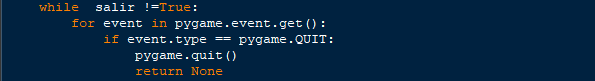 while  salir !=True:
    for event in pygame.event.get():
        if event.type == pygame.QUIT:
            pygame.quit()
            return None